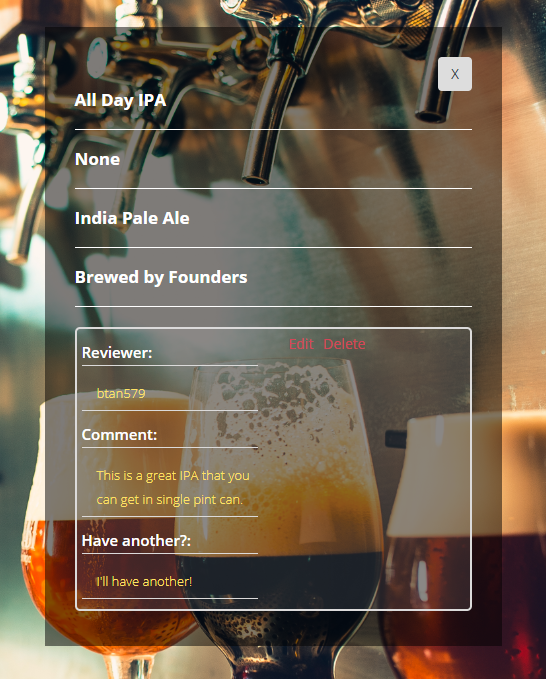 X
All Day IPA
None
India Pale Ale
Brewed by Founders
Edit Delete
Reviewer:
btan579
Comment:
This is a great IPA that you
can get in single pint can.
Have another?:
I'll have another!